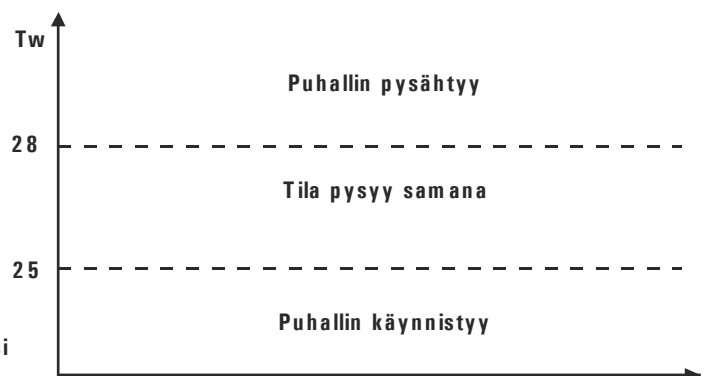 Tw
Puhallin pysähtyy
28
Tila pysyy samana
25
Puhallin käynnistyy